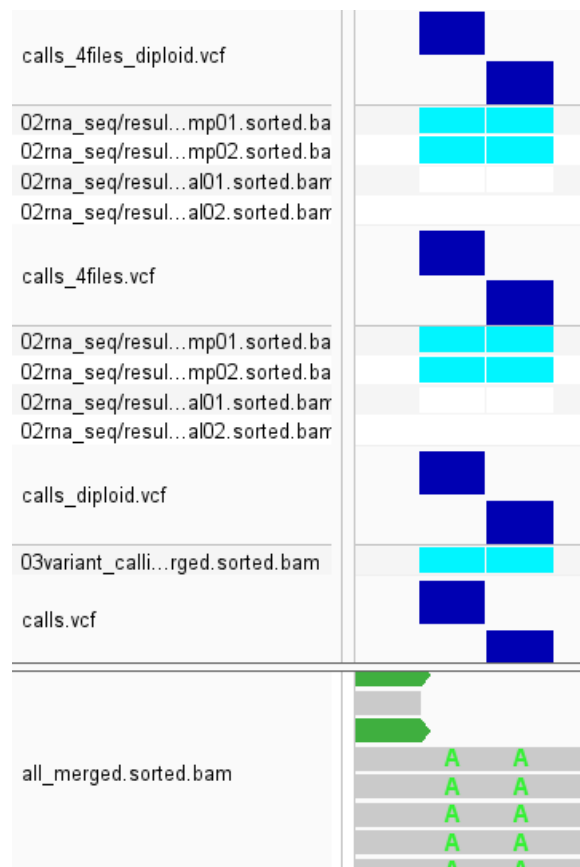 calls_4files_diploid.vcf
02rna_seq/resul...mp01.sorted.ba
02rna_seq/resul...mp02.sorted.ba
02rna_seq/resul...al01.sorted.bam
02rna_seq/resul...al02.sorted.bam
calls_4files.vcf
02rna_seq/resul...mp01.sorted.ba
02rna_seq/resul...mp02.sorted.ba
02rna_seq/resul...al01.sorted.bam
02rna_seq/resul...al02.sorted.bam
calls_diploid.vcf
03variant_calli...rged.sorted.bam
calls.vcf
A A
A A
all_merged.sorted.bam
A A
A A